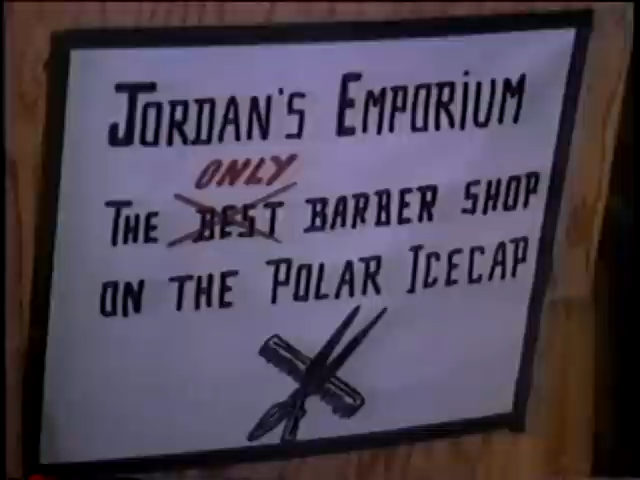 JORDAN'S EMPORiUM
ONLY
THE BEST BARBER SHOP
ON THE POLAR ICECAP